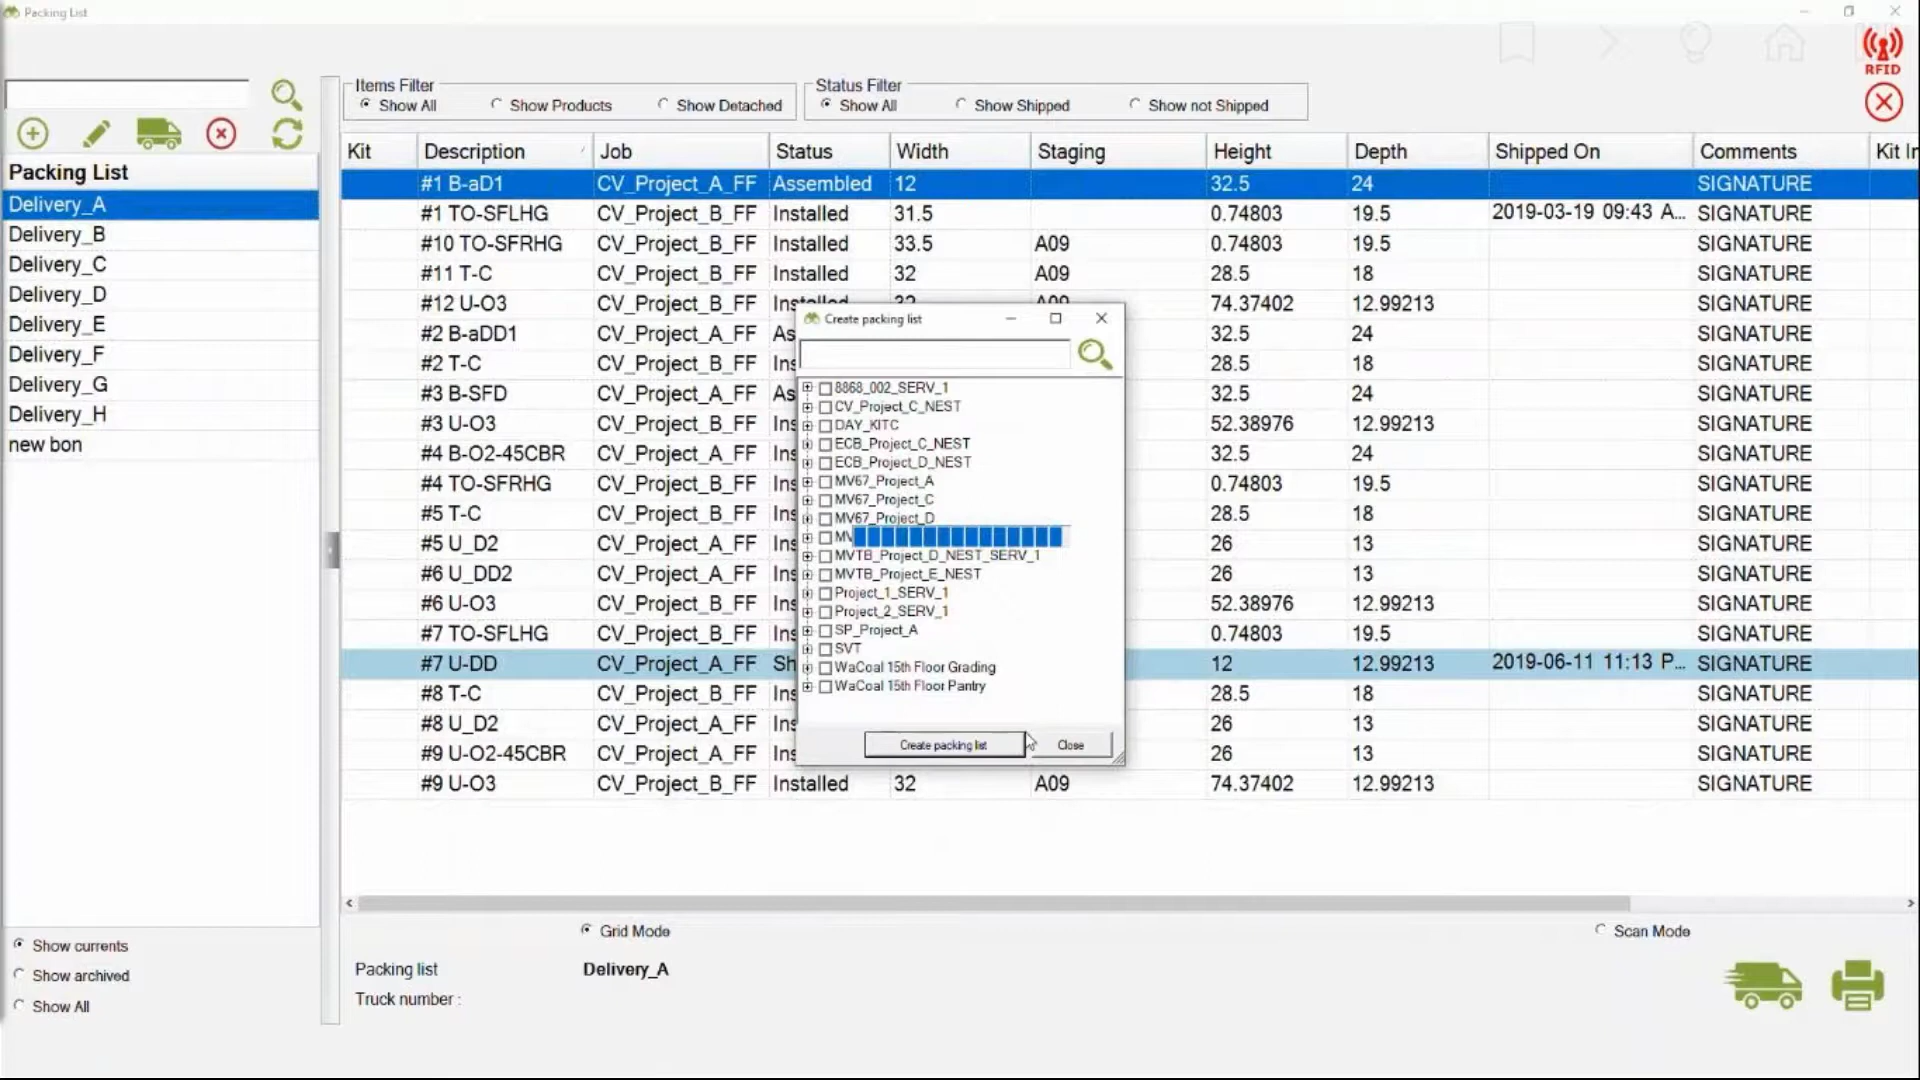 Packing List
RFID
Items Filter
Show All Show Products Show Detached
Status Filter
Show All Show Shipped Show not Shipped
Packing List
Delivery_A
Delivery_B
Delivery_C
Delivery_D
Delivery_E
Delivery_F
Delivery_G
Delivery_H
new bon
Kit Description Job Status Width Staging Height Depth Shipped On Comments Kit In
#1 B-aD1 CV_Project_A_FF Assembled 12 32.5 24 SIGNATURE
#1 TO-SFLHG CV_Project_B_FF Installed 31.5 0.74803 19.5 2019-03-19 09:43 A... SIGNATURE
#10 TO-SFRHG CV_Project_B_FF Installed 33.5 A09 0.74803 19.5 SIGNATURE
#11 T-C CV_Project_B_FF Installed 32 A09 28.5 18 SIGNATURE
#12 U-O3 CV_Project_B_FF Installed 32 A09 74.37402 12.99213 SIGNATURE
#2 B-aDD1 CV_Project_A_FF As 32.5 24 SIGNATURE
#2 T-C CV_Project_B_FF Ins 28.5 18 SIGNATURE
#3 B-SFD CV_Project_A_FF As 32.5 24 SIGNATURE
#3 U-O3 CV_Project_B_FF Ins 52.38976 12.99213 SIGNATURE
#4 B-O2-45CBR CV_Project_A_FF Ins 32.5 24 SIGNATURE
#4 TO-SFRHG CV_Project_B_FF Ins 0.74803 19.5 SIGNATURE
#5 T-C CV_Project_B_FF Ins 28.5 18 SIGNATURE
#5 U_D2 CV_Project_A_FF Ins 26 13 SIGNATURE
#6 U_DD2 CV_Project_A_FF Ins 26 13 SIGNATURE
#6 U-O3 CV_Project_B_FF Ins 52.38976 12.99213 SIGNATURE
#7 TO-SFLHG CV_Project_B_FF Ins 0.74803 19.5 SIGNATURE
#7 U-DD CV_Project_A_FF Sh 12 12.99213 2019-06-11 11:13 P... SIGNATURE
#8 T-C CV_Project_B_FF Ins 28.5 18 SIGNATURE
#8 U_D2 CV_Project_A_FF Ins 26 13 SIGNATURE
#9 U-O2-45CBR CV_Project_A_FF Ins 26 13 SIGNATURE
#9 U-O3 CV_Project_B_FF Installed 32 A09 74.37402 12.99213 SIGNATURE
Create packing list
8868_002_SERV_1
CV_Project_C_NEST
DAY_KITC
ECB_Project_C_NEST
ECB_Project_D_NEST
MV67_Project_A
MV67_Project_C
MV67_Project_D
MV
MVTB_Project_D_NEST_SERV_1
MVTB_Project_E_NEST
Project_1_SERV_1
Project_2_SERV_1
SP_Project_A
SVT
WaCoal 15th Floor Grading
WaCoal 15th Floor Pantry
Create packing list Close
Show currents
Show archived
Show All
Grid Mode Scan Mode
Packing list Delivery_A
Truck number :